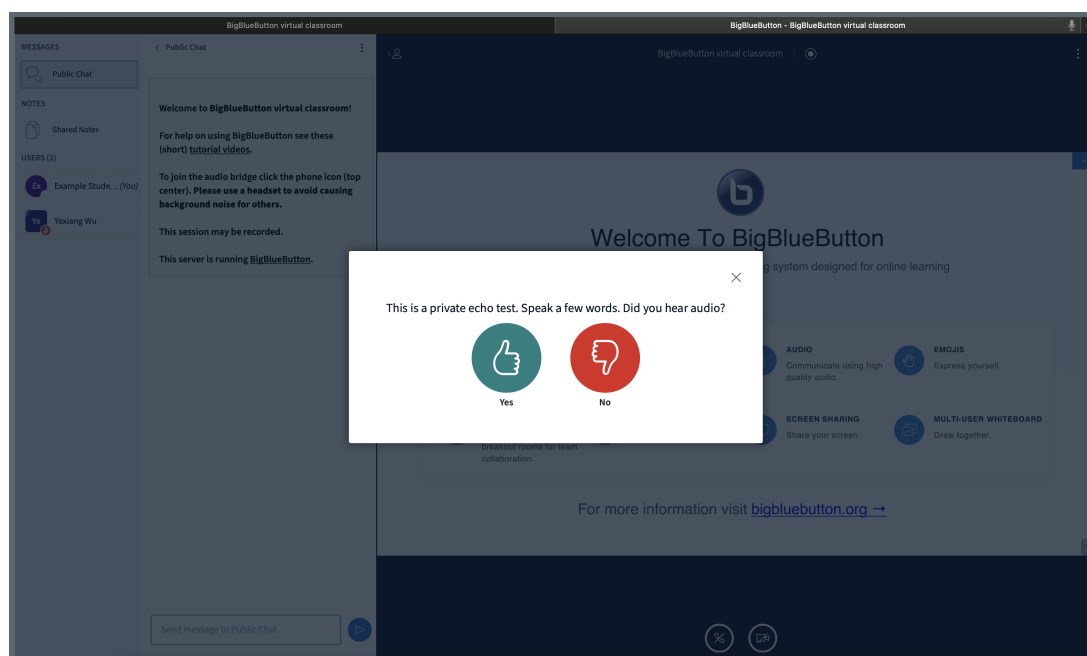 BigBlueButton virtual classroom
BigBlueButton - BigBlueButton virtual classroom
MESSAGES
Public Chat
NOTES
Shared Notes
USERS (2)
Ex
Example Stude... (You)
Ye
Yexiang Wu
Public Chat
Welcome to BigBlueButton virtual classroom!
For help on using BigBlueButton see these
(short) tutorial videos.
To join the audio bridge click the phone icon (top
center). Please use a headset to avoid causing
background noise for others.
This session may be recorded.
This server is running BigBlueButton.
Send message to Public Chat
BigBlueButton virtual classroom
b
Welcome To BigBlueButton
system designed for online learning
This is a private echo test. Speak a few words. Did you hear audio?
Yes
No
AUDIO
Communicate using high
quality audio.
EMOJIS
Express yourself.
SCREEN SHARING
Share your screen.
MULTI-USER WHITEBOARD
Draw together.
breakout rooms for team
collaboration.
For more information visit bigbluebutton.org →